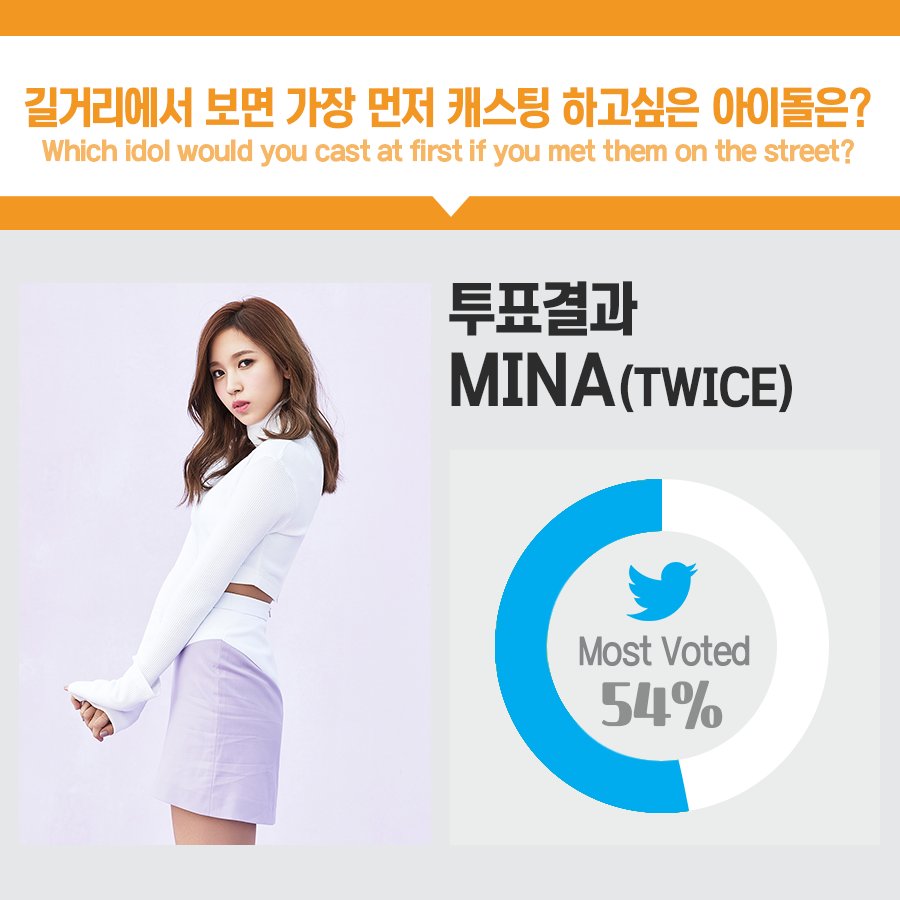 길거리에서 보면 가장 먼저 캐스팅 하고싶은 아이돌은?
Which idol would you cast at first if you met them on the street?
투표결과
MINA(TWICE)
Most Voted
54%